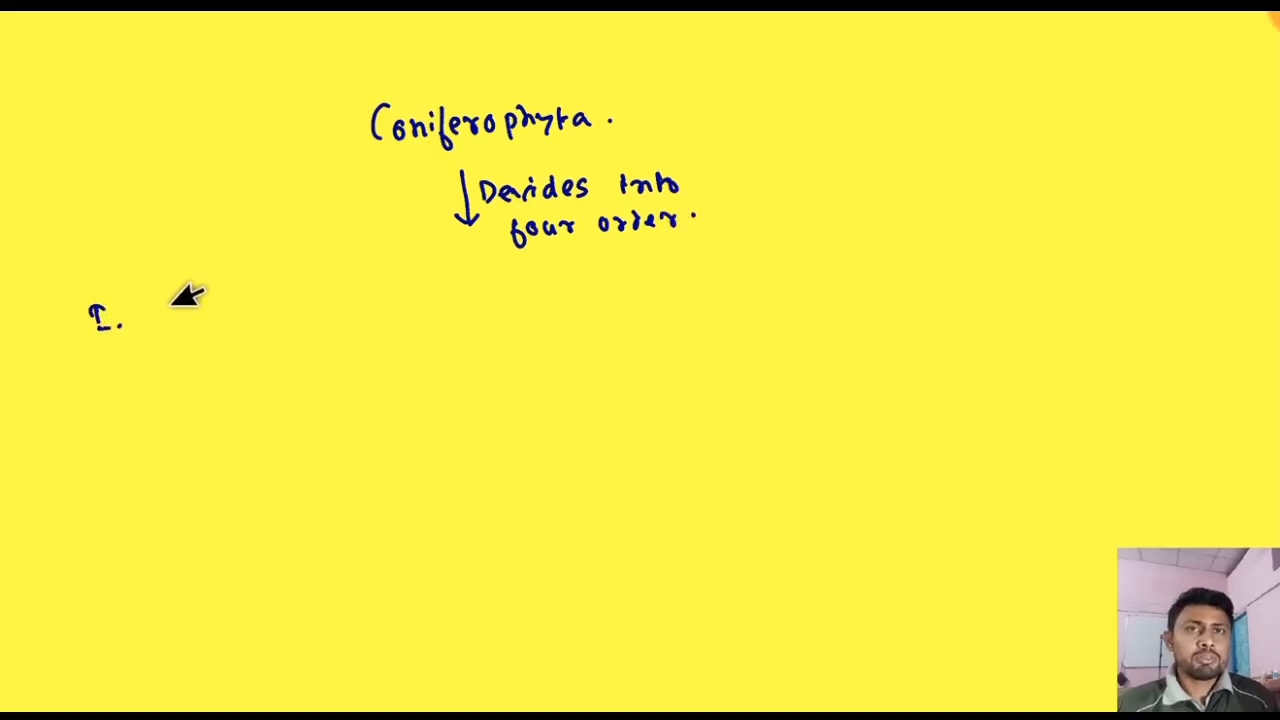 Coniferophyta.
Devides into
four order.
I.